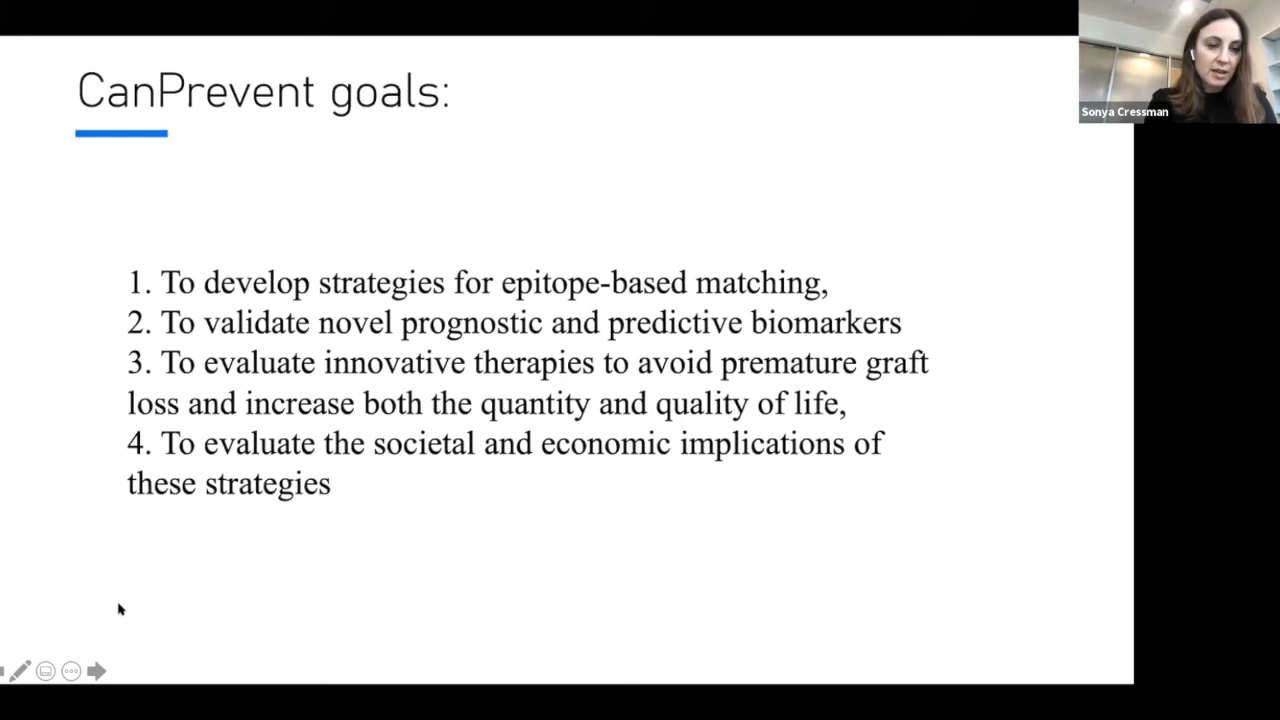 CanPrevent goals:
Sonya Cressman
1. To develop strategies for epitope-based matching,
2. To validate novel prognostic and predictive biomarkers
3. To evaluate innovative therapies to avoid premature graft
loss and increase both the quantity and quality of life,
4. To evaluate the societal and economic implications of
these strategies